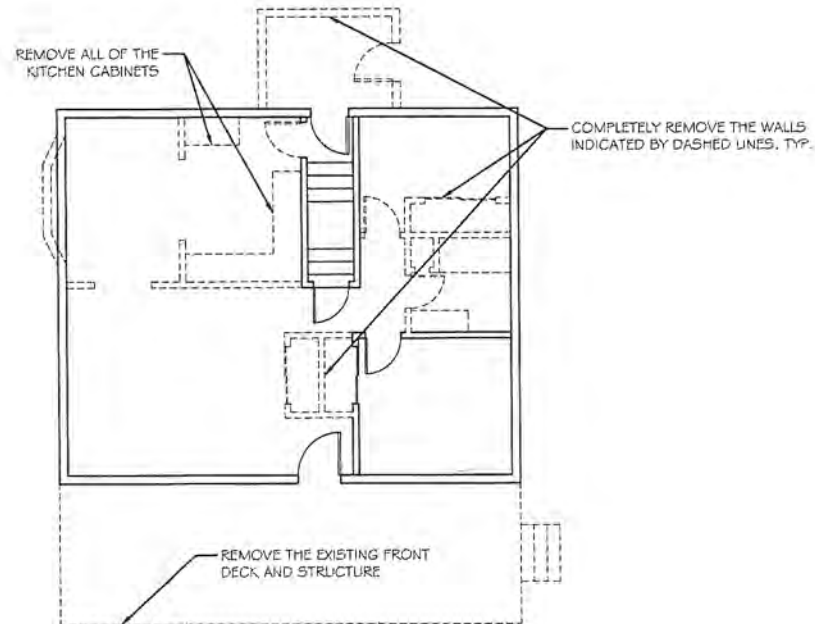 REMOVE ALL OF THE
KITCHEN CABINETS
COMPLETELY REMOVE THE WALLS
INDICATED BY DASHED LINES, TYP.
REMOVE THE EXISTING FRONT
DECK AND STRUCTURE